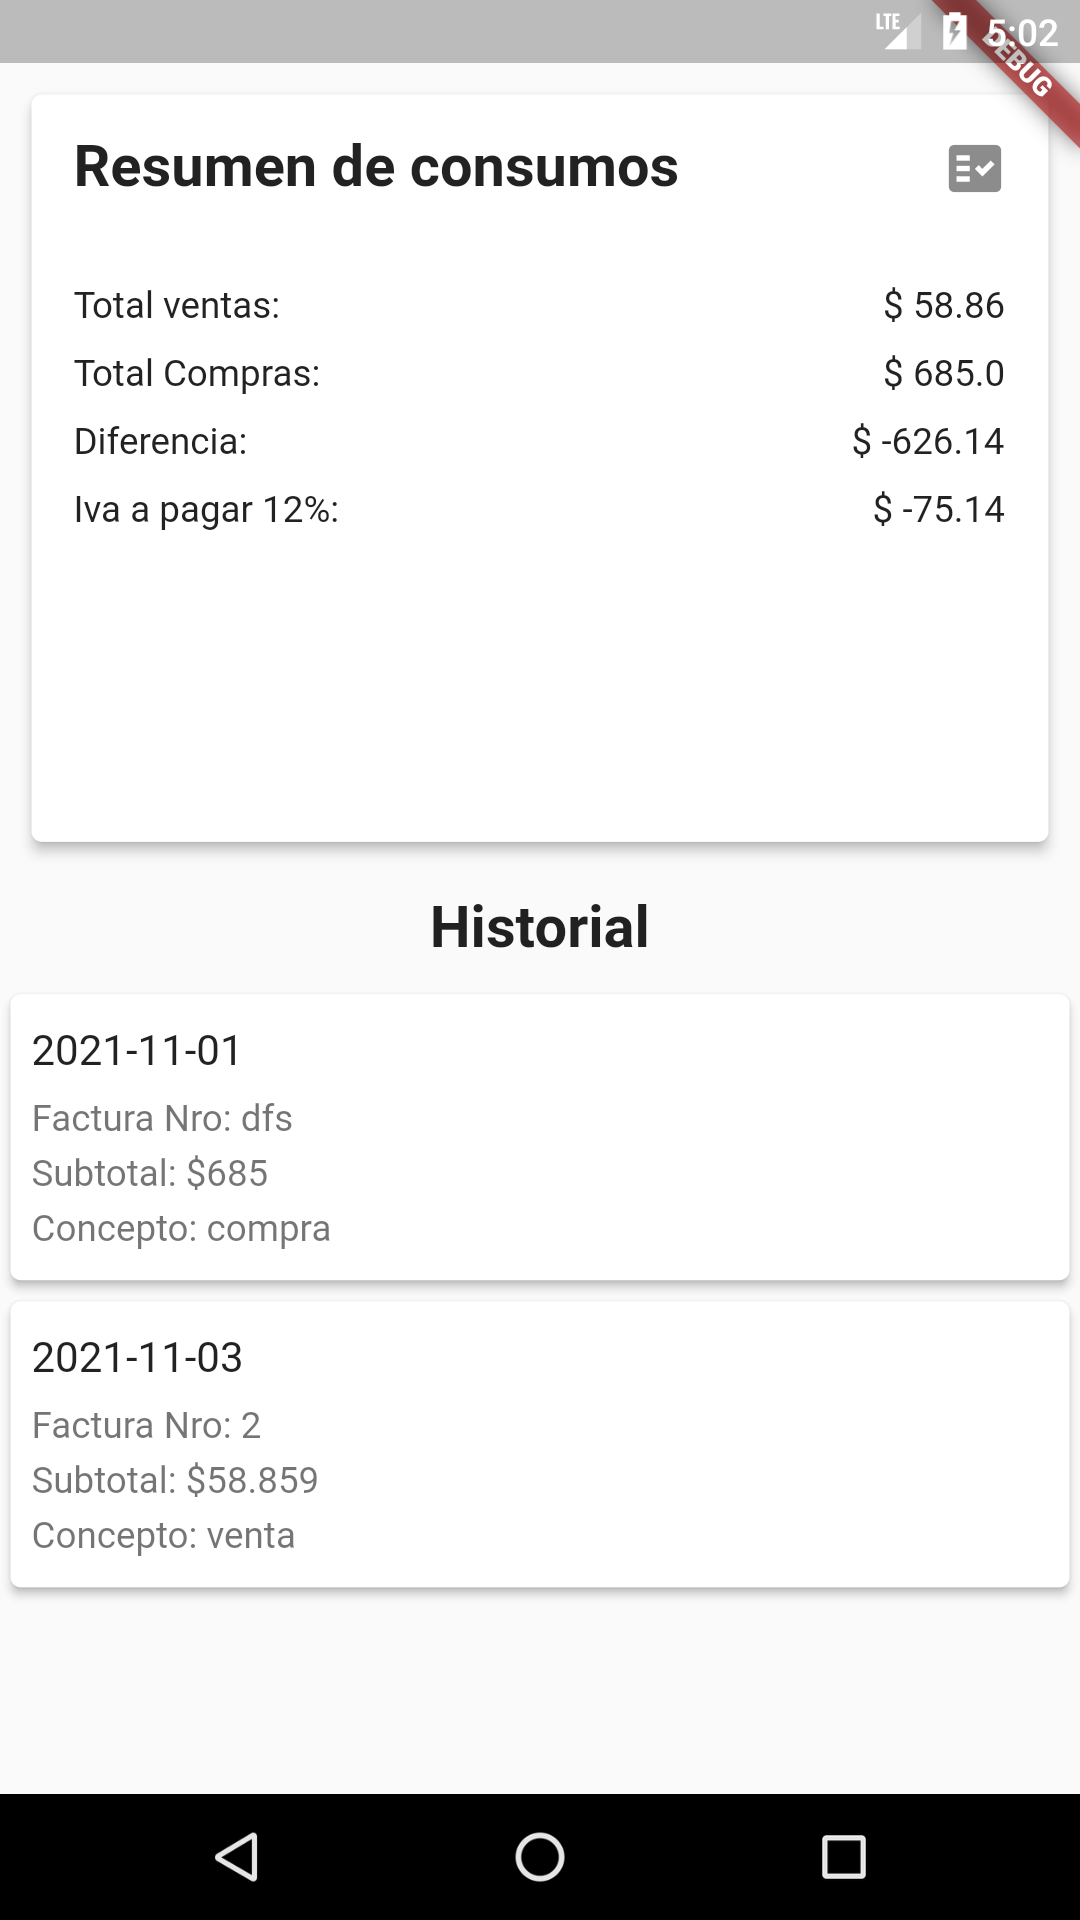 LTE 5:02
DEBUG
Resumen de consumos
Total ventas: $ 58.86
Total Compras: $ 685.0
Diferencia: $ -626.14
Iva a pagar 12%: $ -75.14
Historial
2021-11-01
Factura Nro: dfs
Subtotal: $685
Concepto: compra
2021-11-03
Factura Nro: 2
Subtotal: $58.859
Concepto: venta